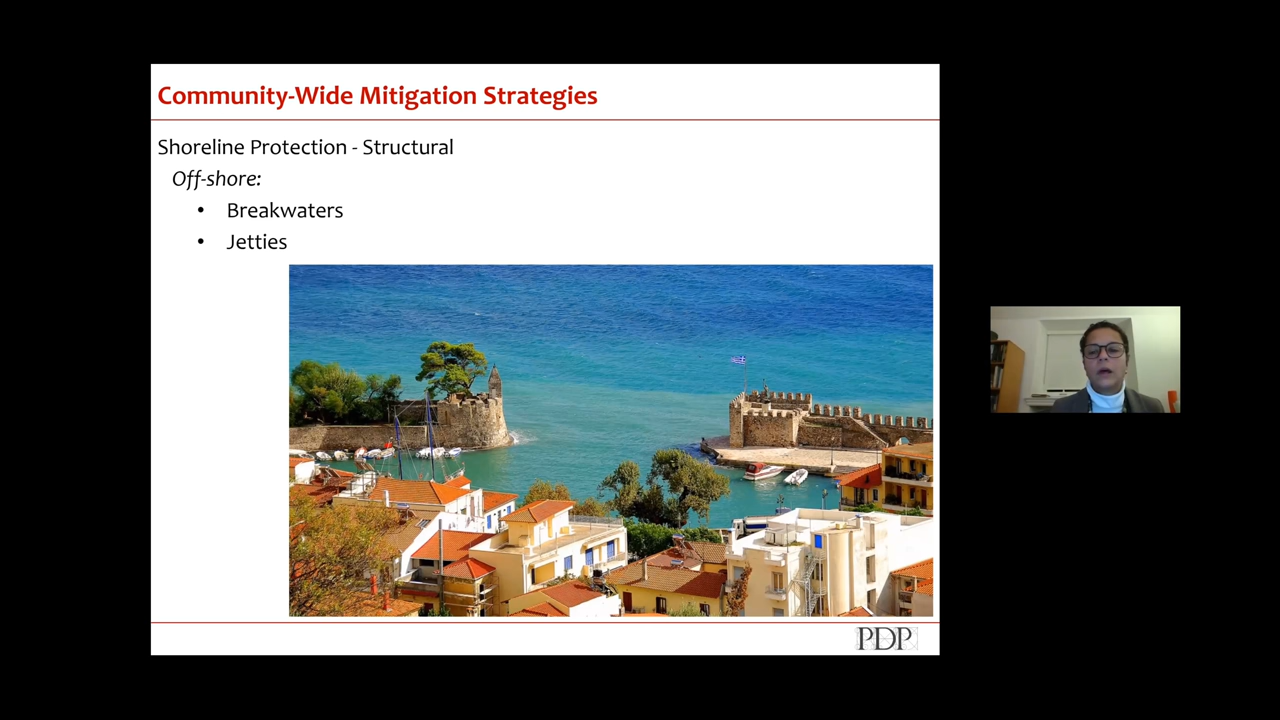 Community-Wide Mitigation Strategies
Shoreline Protection - Structural
Off-shore:
• Breakwaters
• Jetties
PDP